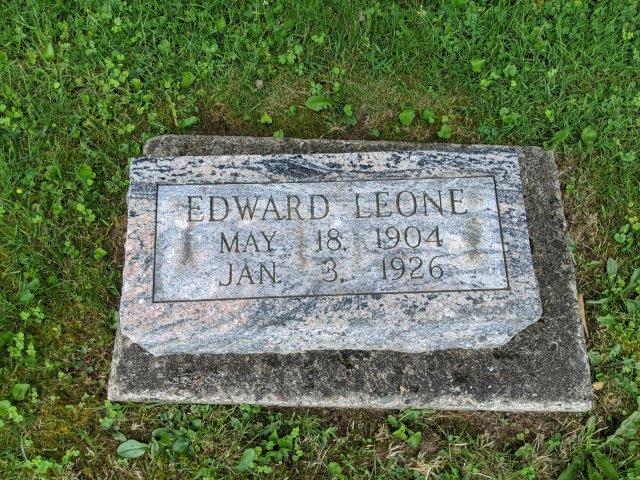 EDWARD LEONE
MAY 18, 1904
JAN. 3, 1926